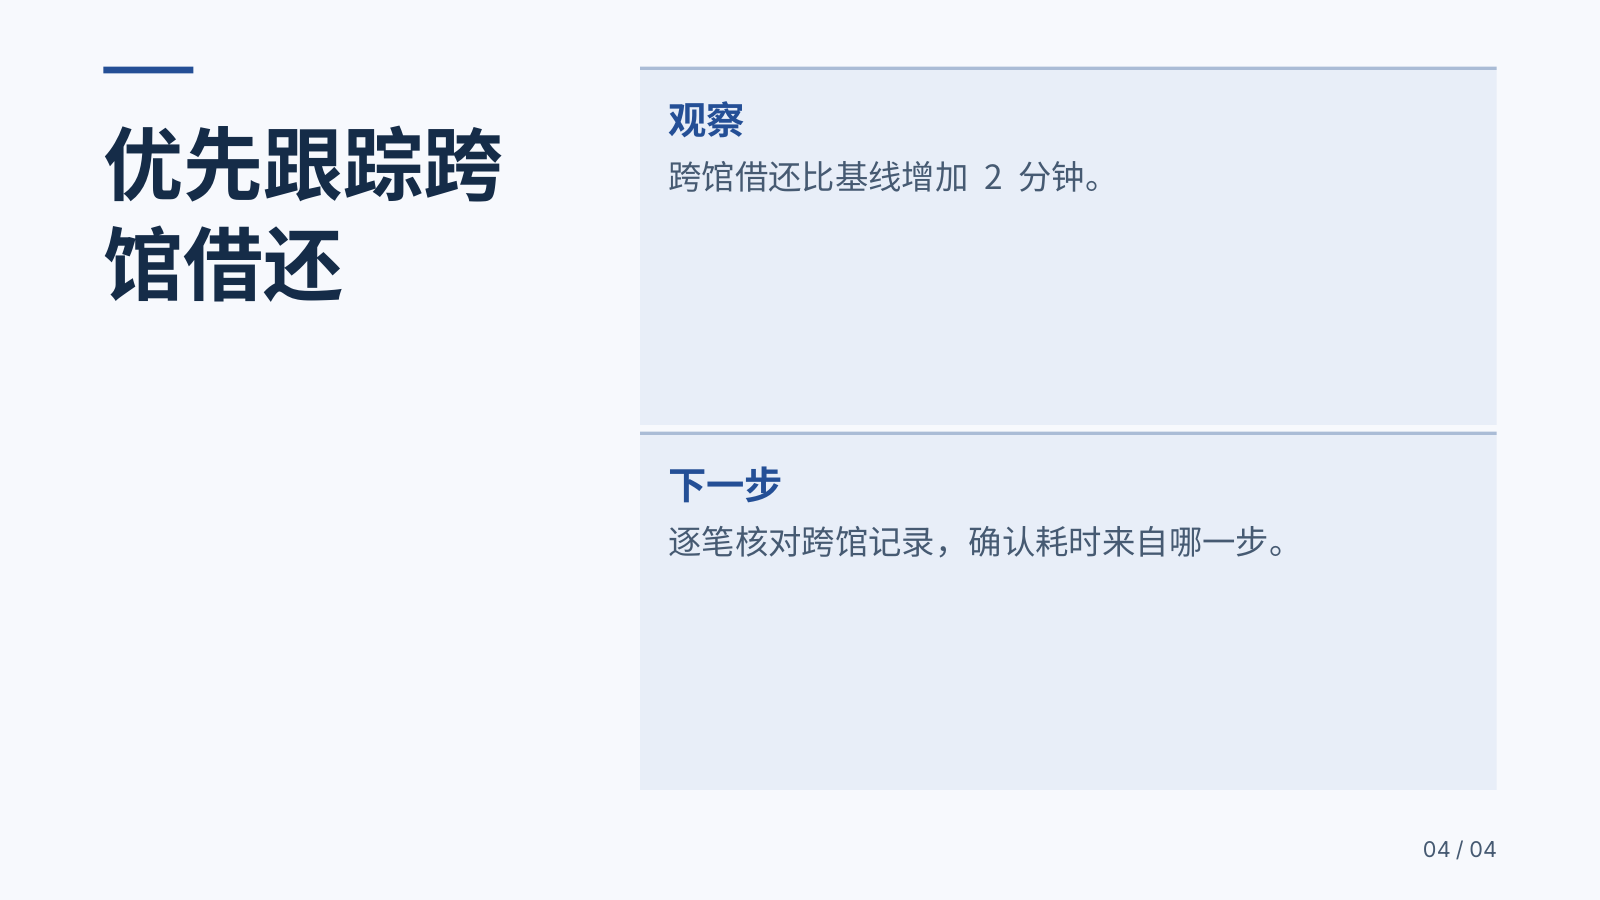 优先跟踪跨
馆借还
观察
跨馆借还比基线增加 2 分钟。
下一步
逐笔核对跨馆记录，确认耗时来自哪一步。
04 / 04